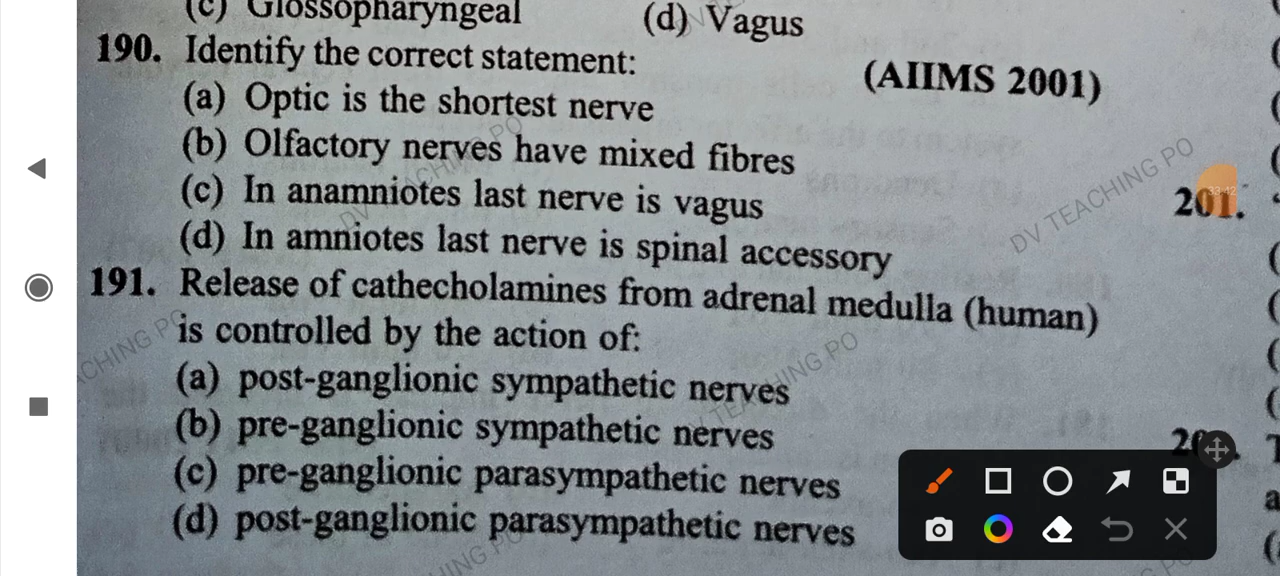 (c) Glossopharyngeal (d) Vagus
190. Identify the correct statement:
(AIIMS 2001)
(a) Optic is the shortest nerve
(b) Olfactory nerves have mixed fibres
(c) In anamniotes last nerve is vagus
(d) In amniotes last nerve is spinal accessory
191. Release of cathecholamines from adrenal medulla (human)
is controlled by the action of:
(a) post-ganglionic sympathetic nerves
(b) pre-ganglionic sympathetic nerves
(c) pre-ganglionic parasympathetic nerves
(d) post-ganglionic parasympathetic nerves
201.
33:42
DV TEACHING PO